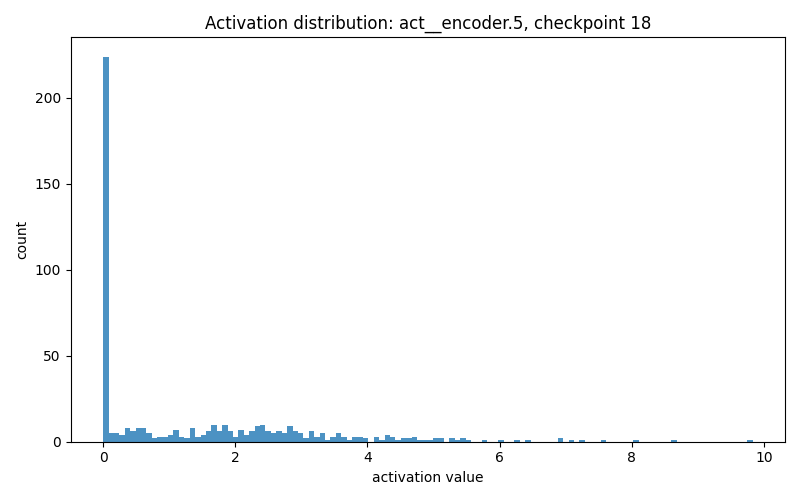 Activation distribution: act__encoder.5, checkpoint 18
count
200
150
100
50
0
0 2 4 6 8 10
activation value